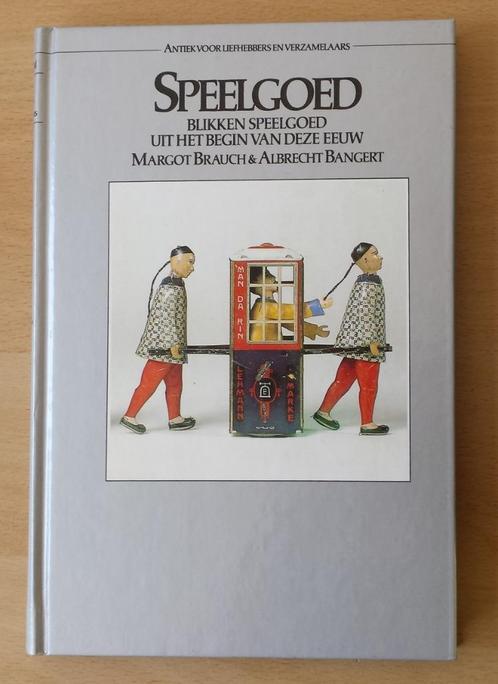 ANTIEK VOOR LIEFHEBBERS EN VERZAMELAARS
SPEELGOED
BLIKKEN SPEELGOED
UIT HET BEGIN VAN DEZE EEUW
MARGOT BRAUCH & ALBRECHT BANGERT
MAN DA RIN
LEHMANN
MARKE